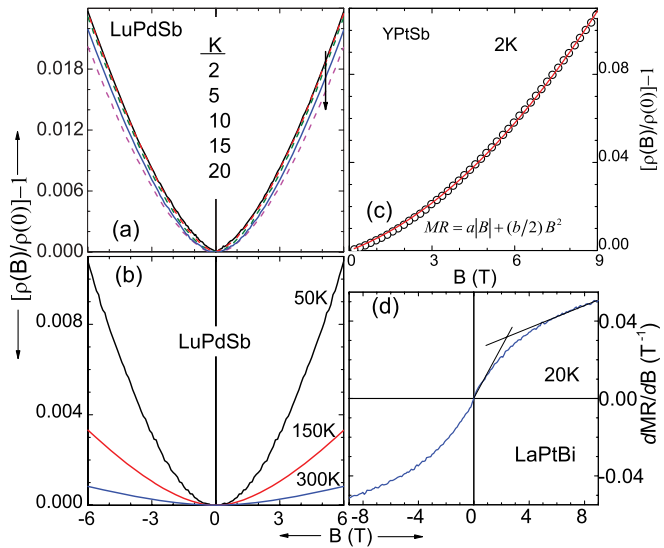 LuPdSb
K
2
5
10
15
20
0.018
0.012
0.006
0.000
(a)
YPtSb
2K
0.08
0.04
0.00
[ρ(B)/ρ(0)]−1
(c)
MR = a|B| + (b/2) B²
0 3 6 9
B (T)
[ρ(B)/ρ(0)]−1
(b)
50K
LuPdSb
150K
300K
0.008
0.004
0.000
-6 -3 0 3 6
B (T)
(d)
20K
LaPtBi
0.04
0.00
-0.04
dMR/dB (T⁻¹)
-8 -4 0 4 8